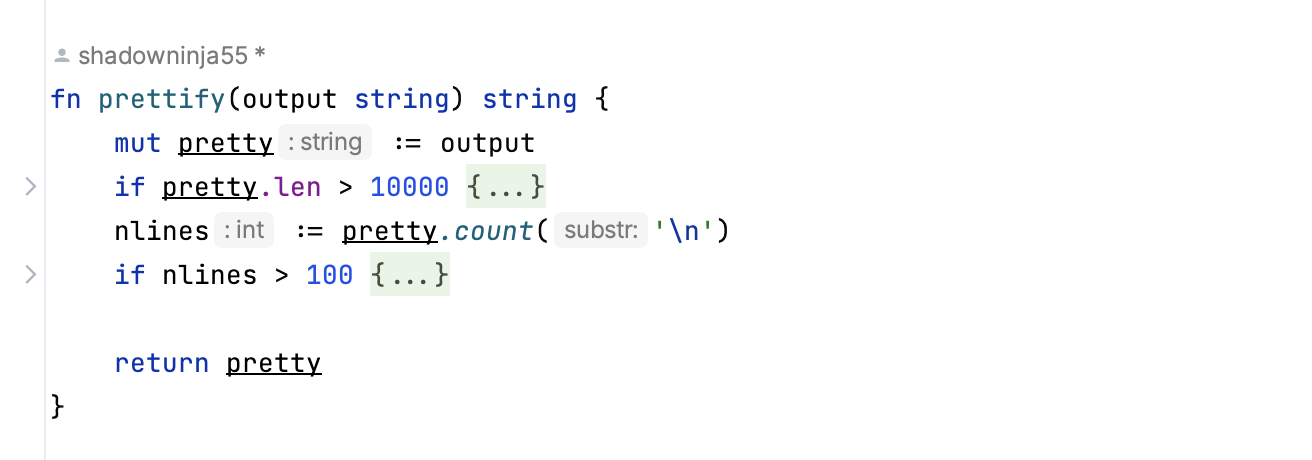 shadowninja55 *
fn prettify(output string) string {
mut pretty : string := output
if pretty.len > 10000 {...}
nlines : int := pretty.count( substr: '\n')
if nlines > 100 {...}
return pretty
}